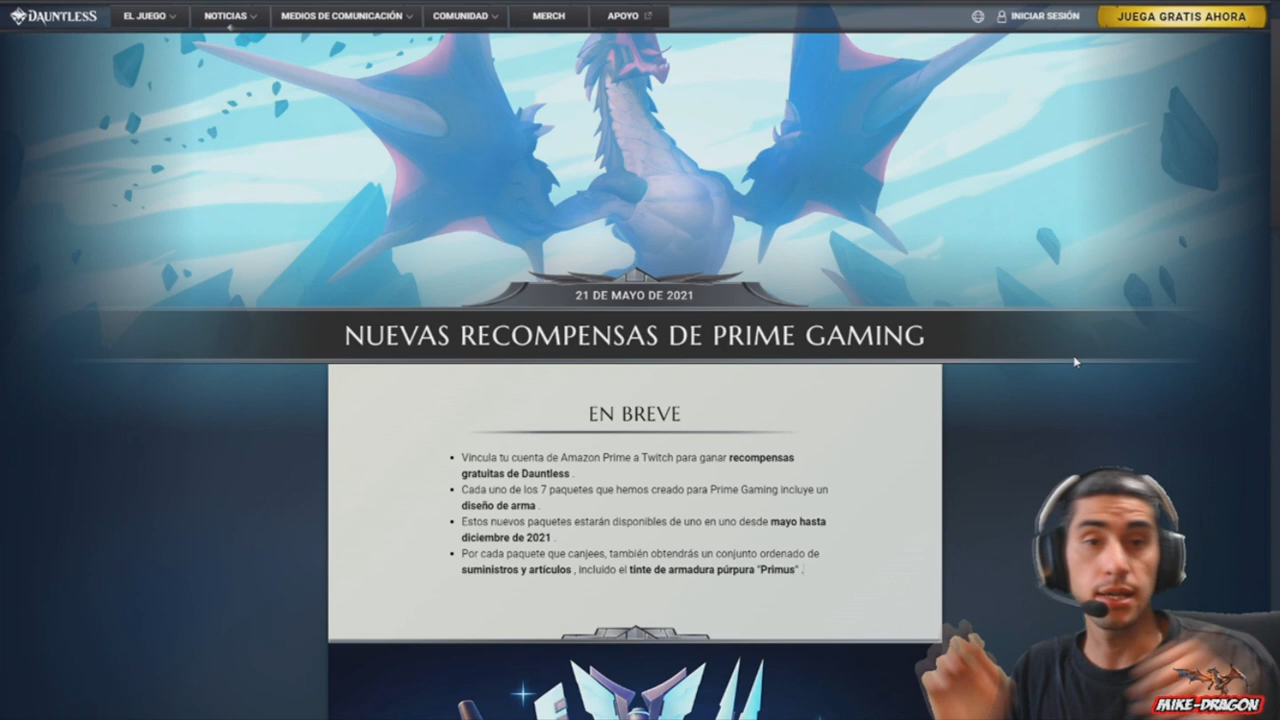 DAUNTLESS
EL JUEGO
NOTICIAS
MEDIOS DE COMUNICACIÓN
COMUNIDAD
MERCH
APOYO
INICIAR SESIÓN
JUEGA GRATIS AHORA
21 DE MAYO DE 2021
NUEVAS RECOMPENSAS DE PRIME GAMING
EN BREVE
• Vincula tu cuenta de Amazon Prime a Twitch para ganar recompensas
gratuitas de Dauntless .
• Cada uno de los 7 paquetes que hemos creado para Prime Gaming incluye un
diseño de arma .
• Estos nuevos paquetes estarán disponibles de uno en uno desde mayo hasta
diciembre de 2021 .
• Por cada paquete que canjees, también obtendrás un conjunto ordenado de
suministros y artículos , incluido el tinte de armadura púrpura "Primus" .
MIKE-DRAGON